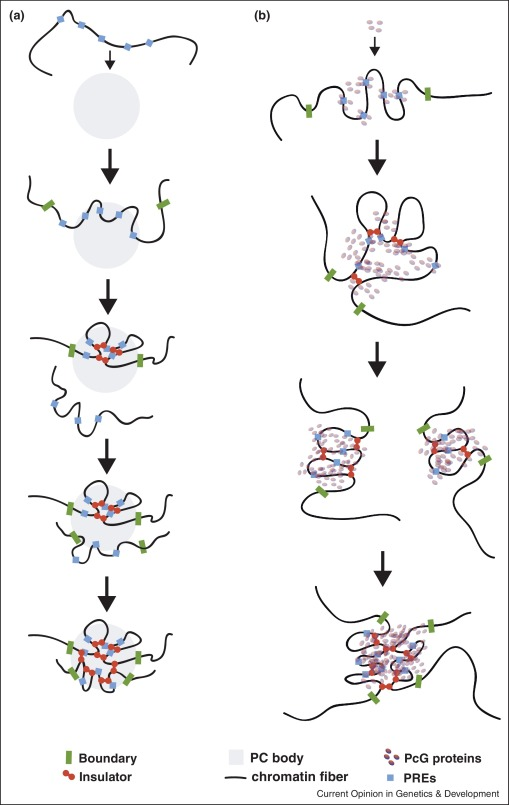 (a)
(b)
Boundary
PC body
PcG proteins
Insulator
chromatin fiber
PREs
Current Opinion in Genetics & Development